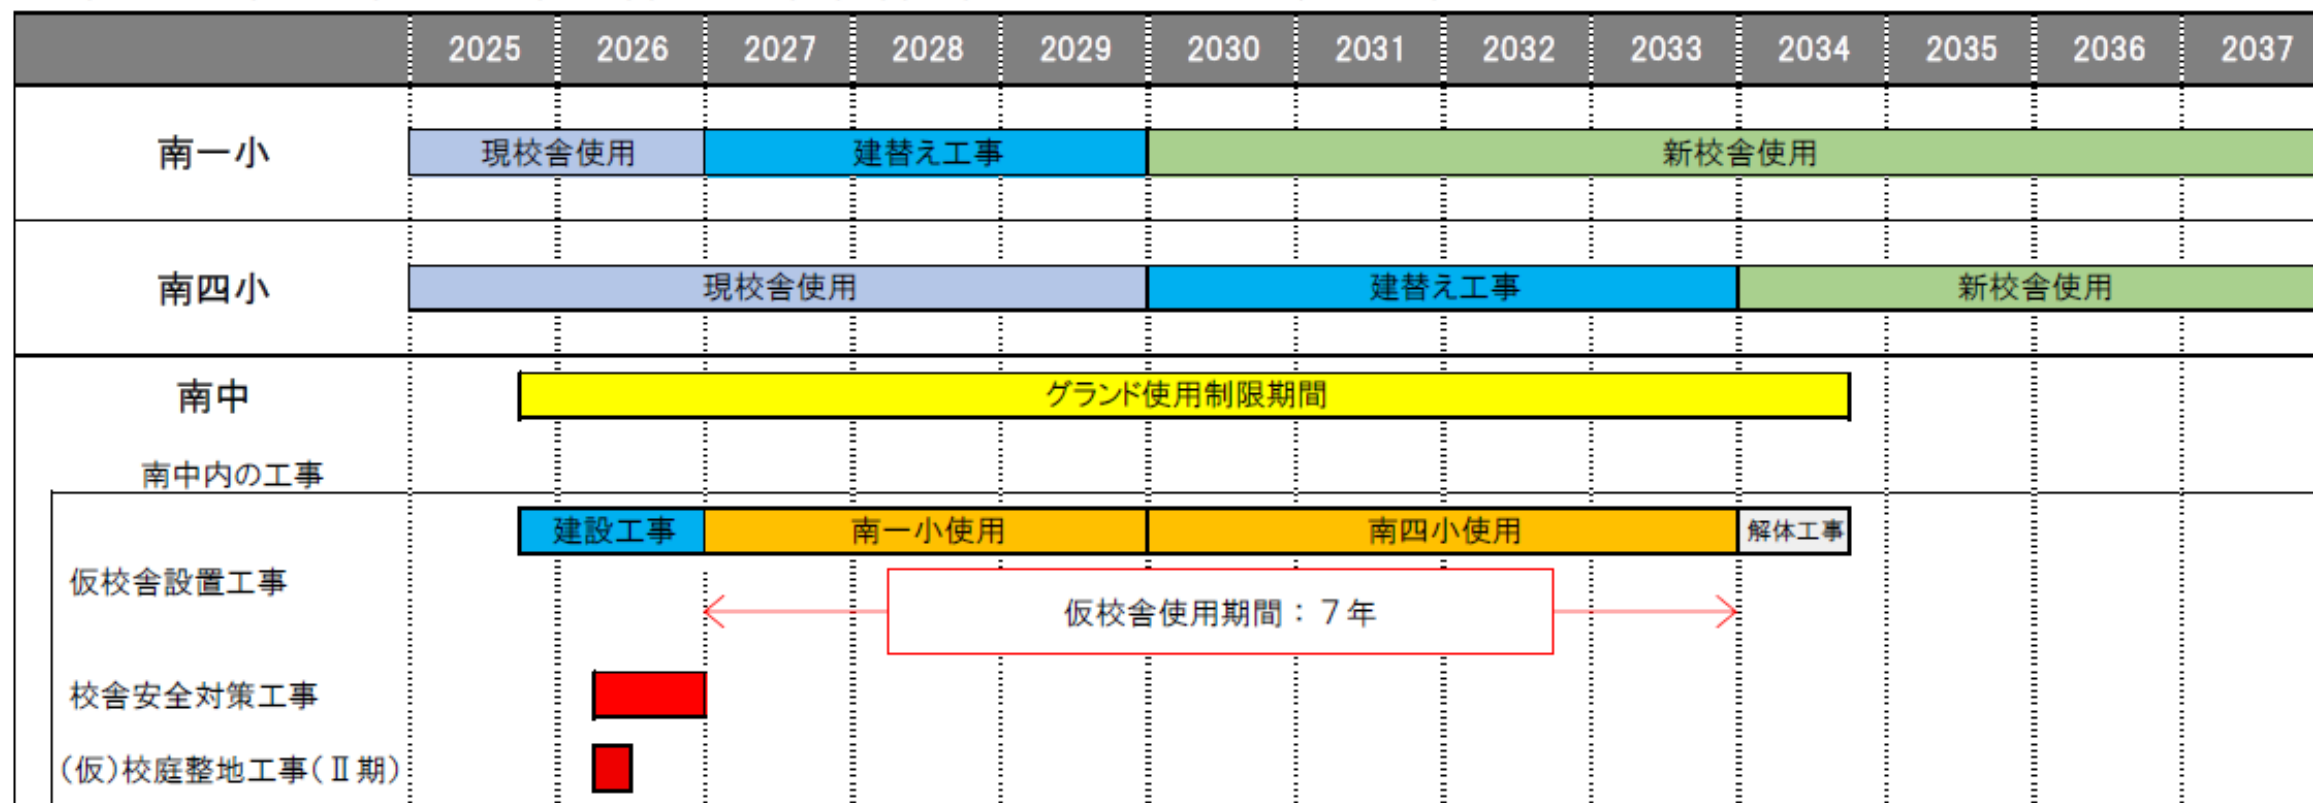 2025 2026 2027 2028 2029 2030 2031 2032 2033 2034 2035 2036 2037
南一小 現校舎使用 建替え工事 新校舎使用
南四小 現校舎使用 建替え工事 新校舎使用
南中 グランド使用制限期間
南中内の工事
建設工事 南一小使用 南四小使用 解体工事
仮校舎設置工事
仮校舎使用期間：７年
校舎安全対策工事
(仮)校庭整地工事(Ⅱ期)